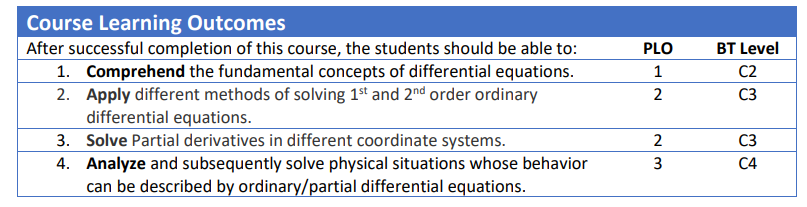 Course Learning Outcomes
After successful completion of this course, the students should be able to: PLO BT Level
1. Comprehend the fundamental concepts of differential equations. 1 C2
2. Apply different methods of solving 1st and 2nd order ordinary 2 C3
differential equations.
3. Solve Partial derivatives in different coordinate systems. 2 C3
4. Analyze and subsequently solve physical situations whose behavior 3 C4
can be described by ordinary/partial differential equations.